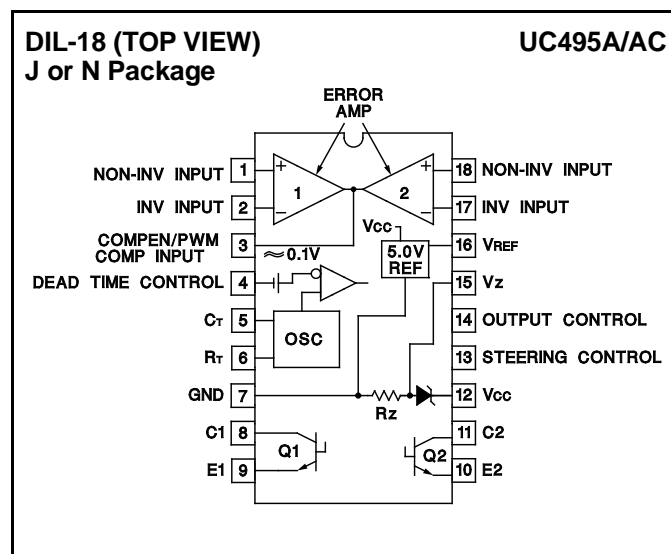 DIL-18 (TOP VIEW) UC495A/AC
J or N Package
ERROR
AMP
NON-INV INPUT 1 + 1 2 + 18 NON-INV INPUT
INV INPUT 2 − − 17 INV INPUT
COMPEN/PWM
COMP INPUT 3 ≈0.1V VCC 5.0V REF 16 VREF
DEAD TIME CONTROL 4 15 VZ
CT 5 OSC 14 OUTPUT CONTROL
RT 6 13 STEERING CONTROL
GND 7 RZ 12 VCC
C1 8 Q1 Q2 11 C2
E1 9 10 E2